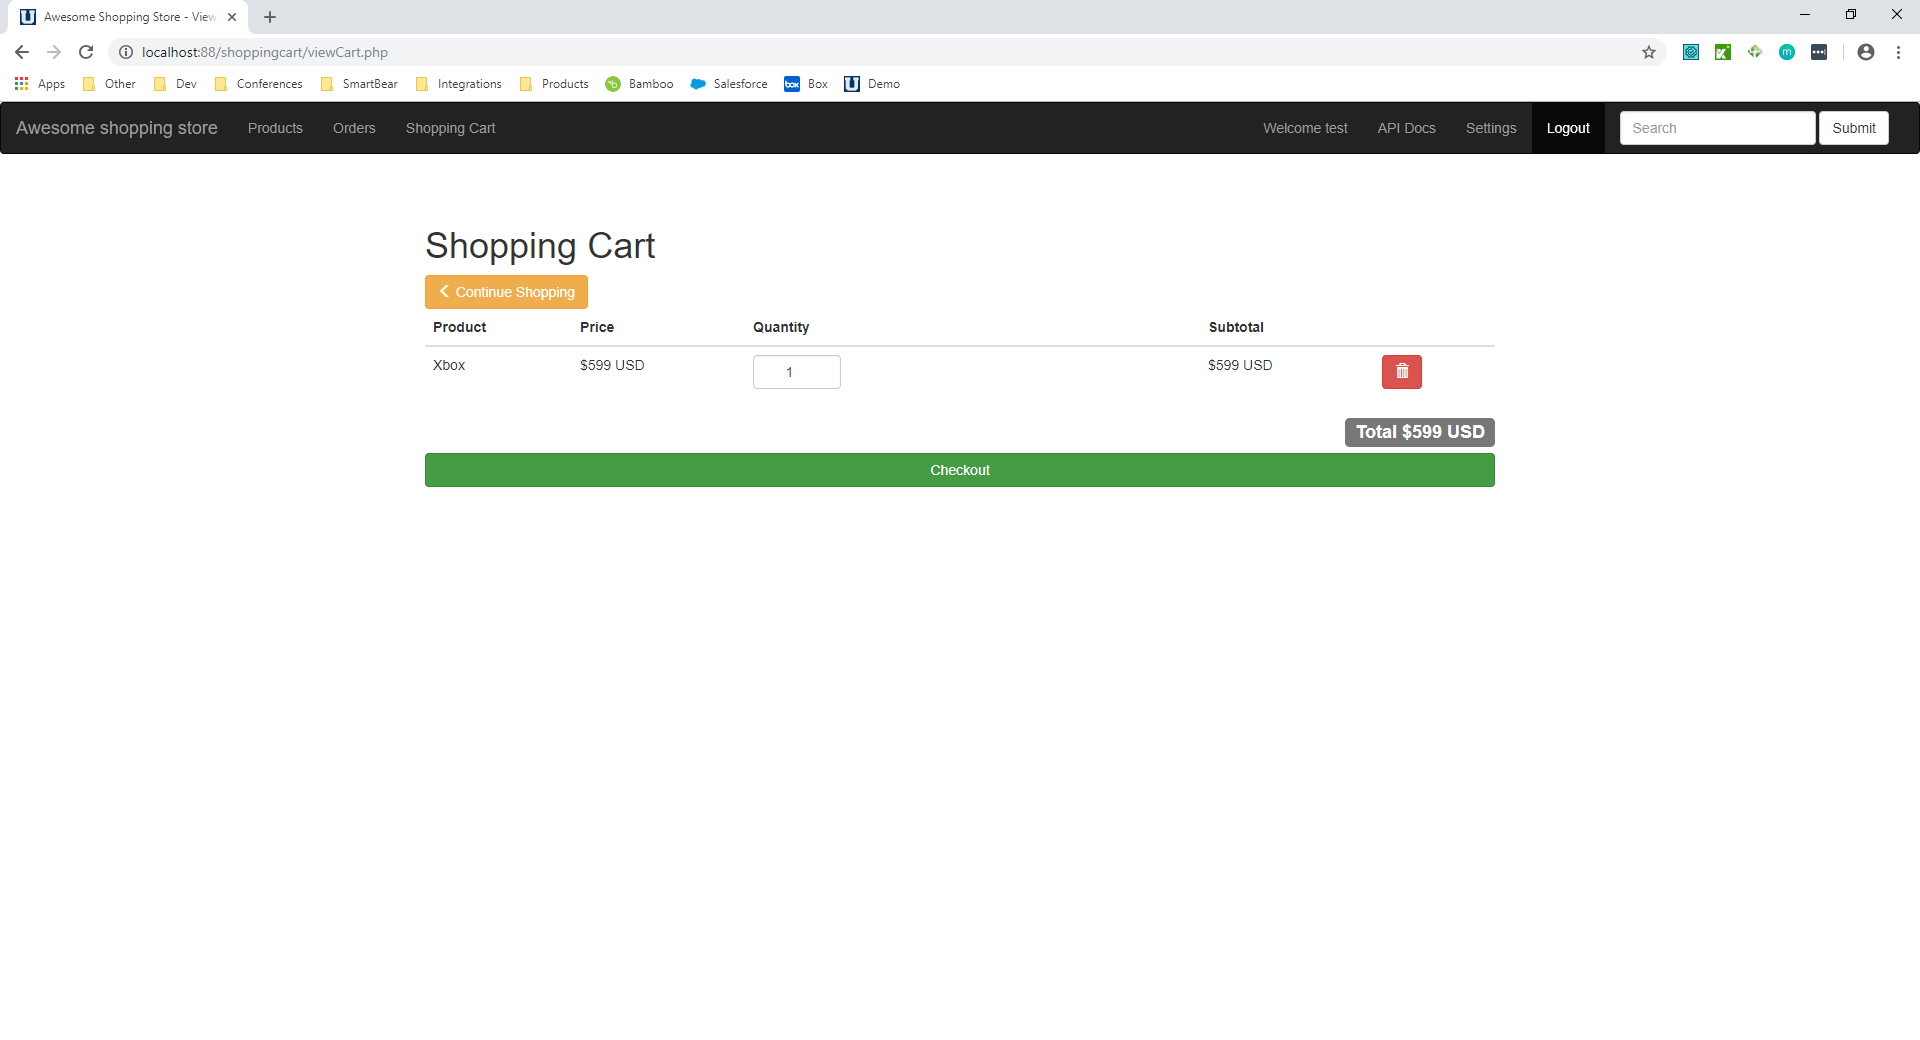 Awesome Shopping Store - View
localhost:88/shoppingcart/viewCart.php
Apps Other Dev Conferences SmartBear Integrations Products Bamboo Salesforce box Box Demo
Awesome shopping store Products Orders Shopping Cart Welcome test API Docs Settings Logout Search Submit
Shopping Cart
Continue Shopping
Product Price Quantity Subtotal
Xbox $599 USD 1 $599 USD
Total $599 USD
Checkout